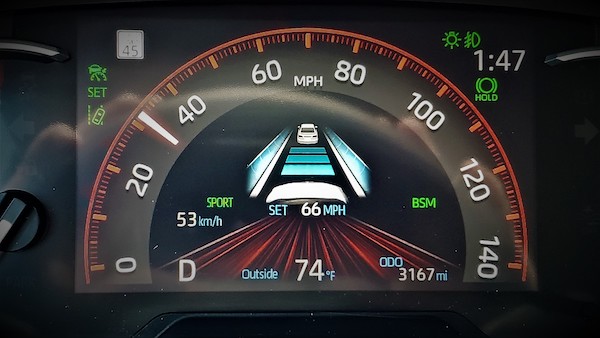 45
1:47
SET
HOLD
MPH
0
20
40
60
80
100
120
140
SPORT
53 km/h
SET 66 MPH
BSM
D
Outside 74 °F
ODO
3167 mi